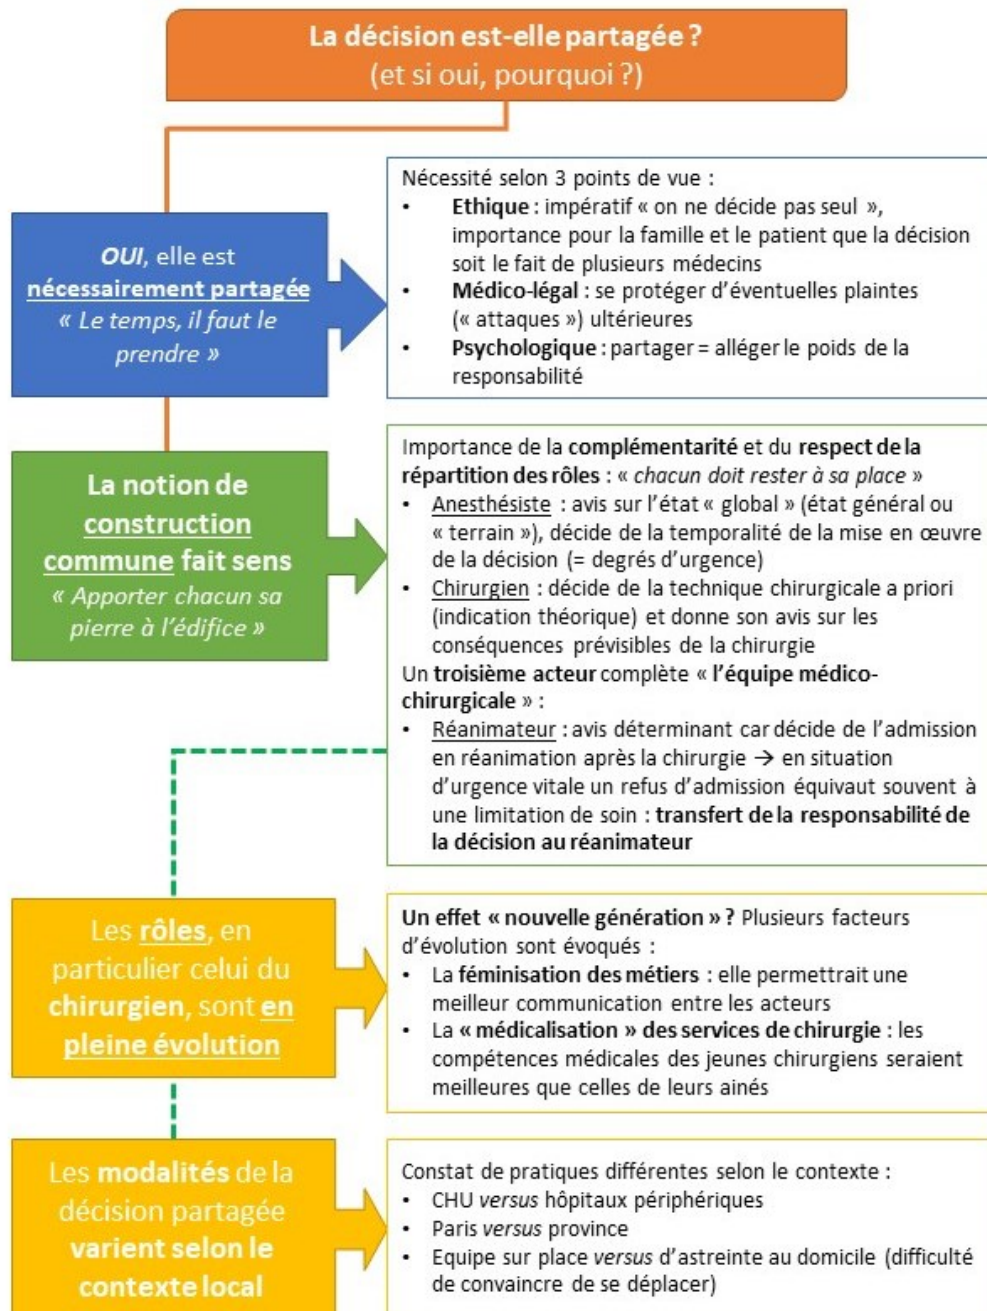 La décision est-elle partagée ?
(et si oui, pourquoi ?)
OUI, elle est
nécessairement partagée
« Le temps, il faut le
prendre »
Nécessité selon 3 points de vue :
• Ethique : impératif « on ne décide pas seul »,
importance pour la famille et le patient que la décision
soit le fait de plusieurs médecins
• Médico-légal : se protéger d’éventuelles plaintes
(« attaques ») ultérieures
• Psychologique : partager = alléger le poids de la
responsabilité
La notion de
construction
commune fait sens
« Apporter chacun sa
pierre à l’édifice »
Importance de la complémentarité et du respect de la
répartition des rôles : « chacun doit rester à sa place »
• Anesthésiste : avis sur l’état « global » (état général ou
« terrain »), décide de la temporalité de la mise en œuvre
de la décision (= degrés d’urgence)
• Chirurgien : décide de la technique chirurgicale a priori
(indication théorique) et donne son avis sur les
conséquences prévisibles de la chirurgie
Un troisième acteur complète « l’équipe médico-
chirurgicale » :
• Réanimateur : avis déterminant car décide de l’admission
en réanimation après la chirurgie → en situation
d’urgence vitale un refus d’admission équivaut souvent à
une limitation de soin : transfert de la responsabilité de
la décision au réanimateur
Les rôles, en
particulier celui du
chirurgien, sont en
pleine évolution
Un effet « nouvelle génération » ? Plusieurs facteurs
d’évolution sont évoqués :
• La féminisation des métiers : elle permettrait une
meilleur communication entre les acteurs
• La « médicalisation » des services de chirurgie : les
compétences médicales des jeunes chirurgiens seraient
meilleures que celles de leurs ainés
Les modalités de la
décision partagée
varient selon le
contexte local
Constat de pratiques différentes selon le contexte :
• CHU versus hôpitaux périphériques
• Paris versus province
• Equipe sur place versus d’astreinte au domicile (difficulté
de convaincre de se déplacer)